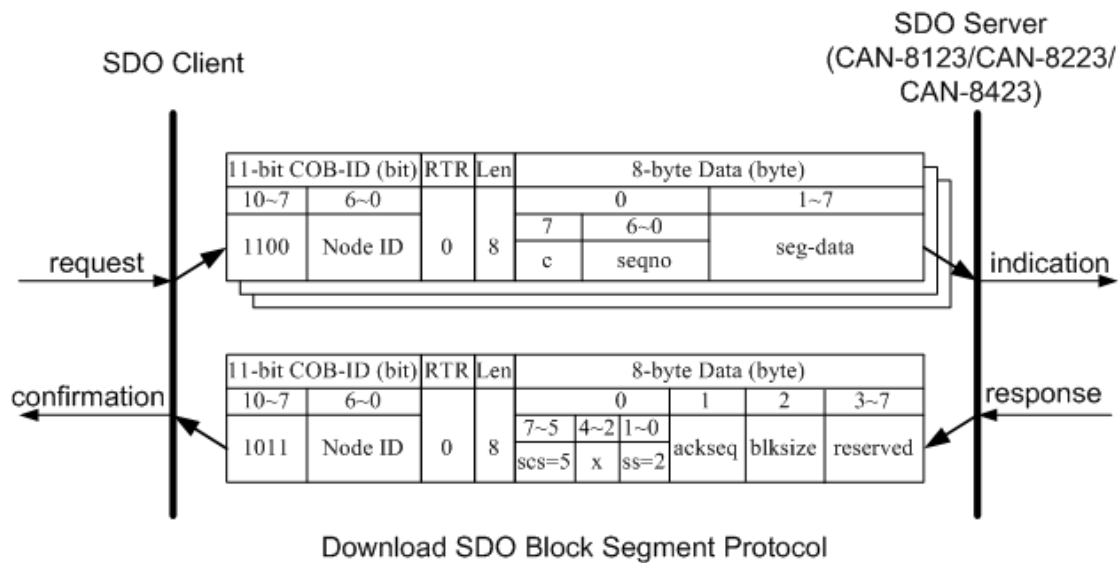 SDO Client
SDO Server
(CAN-8123/CAN-8223/
CAN-8423)
11-bit COB-ID (bit) RTR Len 8-byte Data (byte)
10~7 6~0 0 1~7
7 6~0
1100 Node ID 0 8 c seqno seg-data
request
indication
11-bit COB-ID (bit) RTR Len 8-byte Data (byte)
10~7 6~0 0 1 2 3~7
confirmation
response
7~5 4~2 1~0
1011 Node ID 0 8 scs=5 x ss=2 ackseq blksize reserved
Download SDO Block Segment Protocol